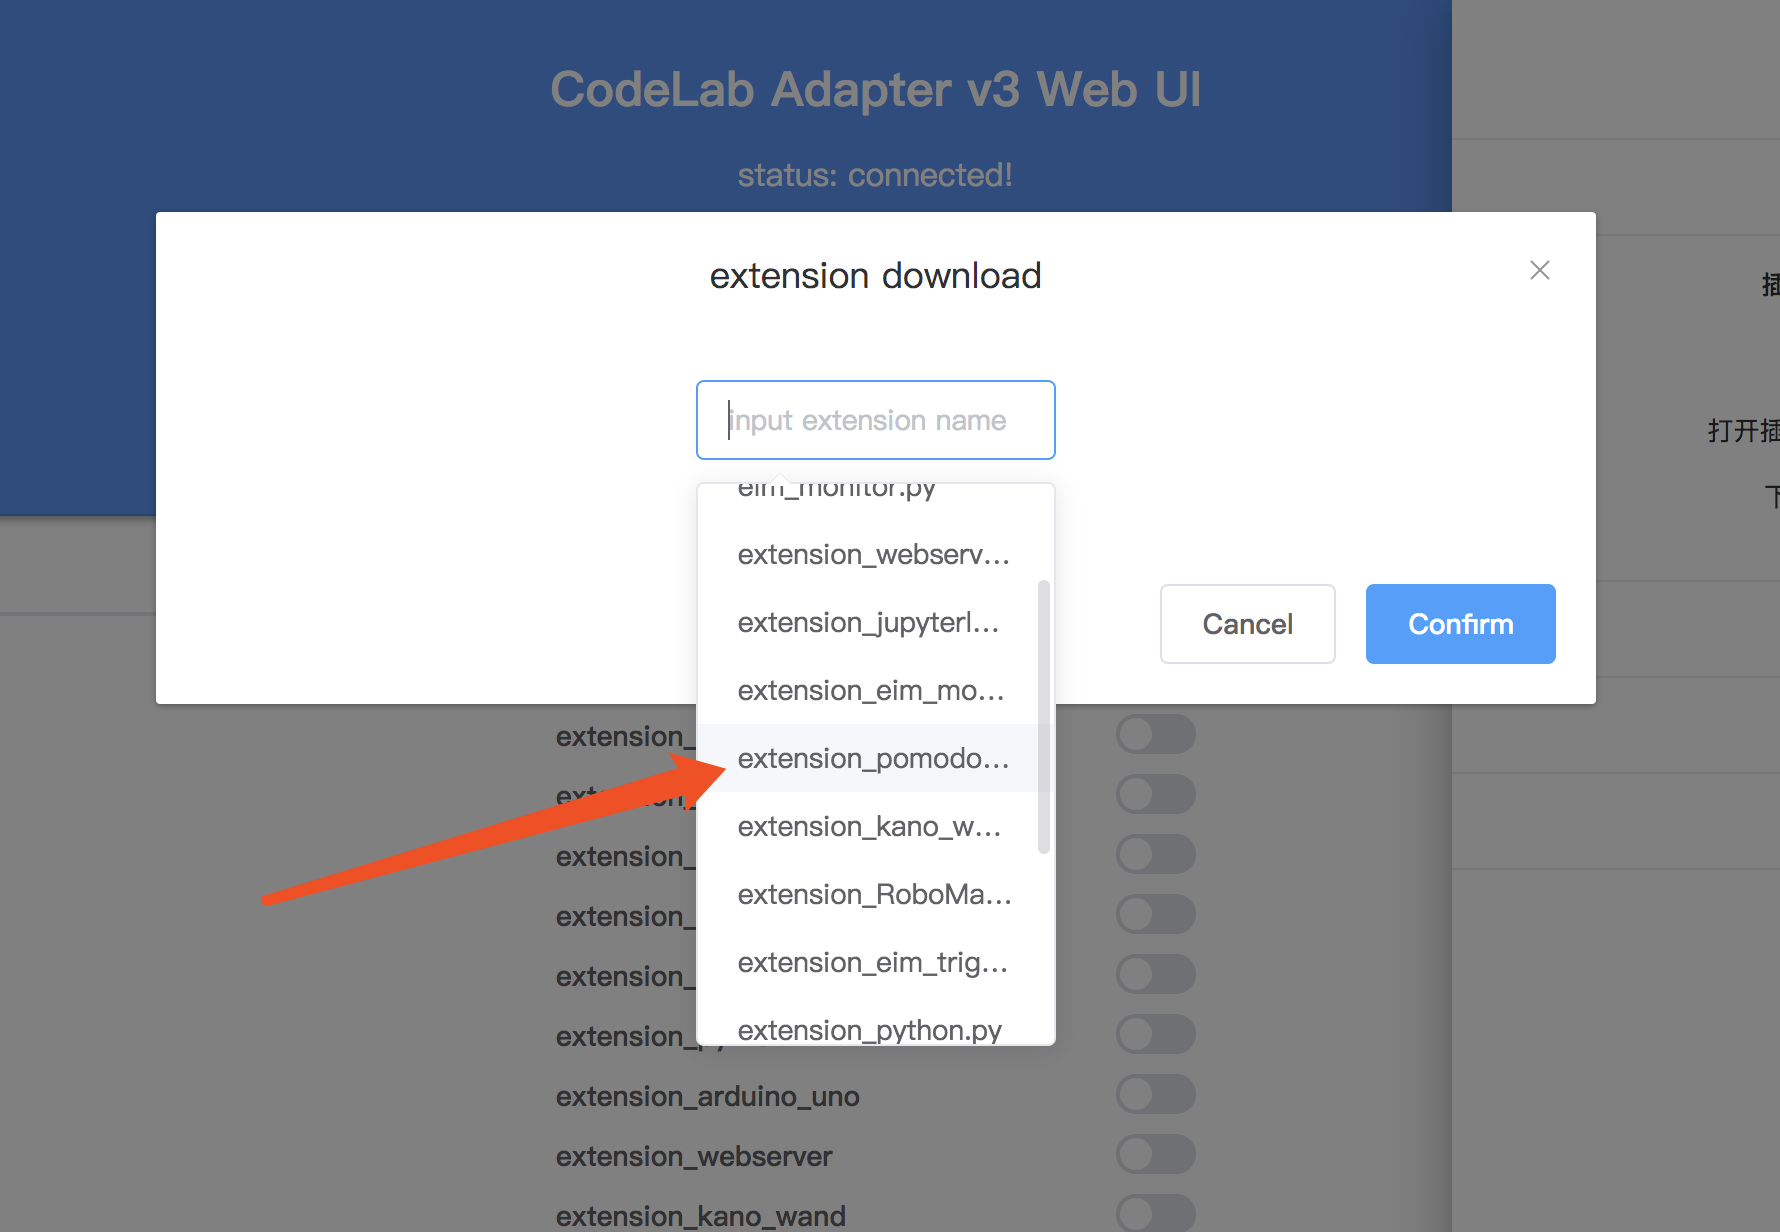 CodeLab Adapter v3 Web UI
status: connected!
extension download
input extension name
eim_monitor.py
extension_webserv...
extension_jupyterl...
extension_eim_mo...
extension_pomodo...
extension_kano_w...
extension_RoboMa...
extension_eim_trig...
extension_python.py
Cancel
Confirm
extension_
extension_
extension_
extension_
extension_
extension_py
extension_arduino_uno
extension_webserver
extension_kano_wand
插
打开插
下